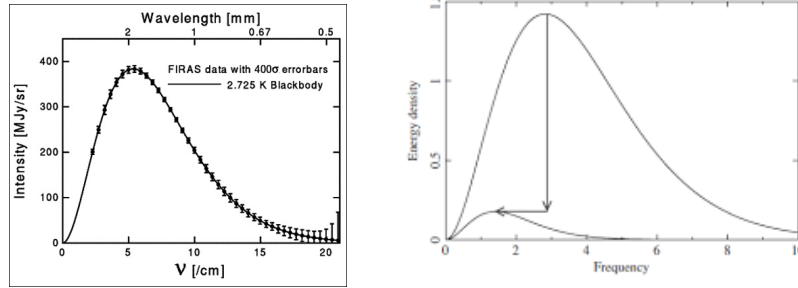 Wavelength [mm]
2 1 0.67 0.5
400
300
200
100
0
Intensity [MJy/sr]
FIRAS data with 400σ errorbars
2.725 K Blackbody
0 5 10 15 20
ν [/cm]
1
0.5
0
Energy density
0 2 4 6 8 10
Frequency